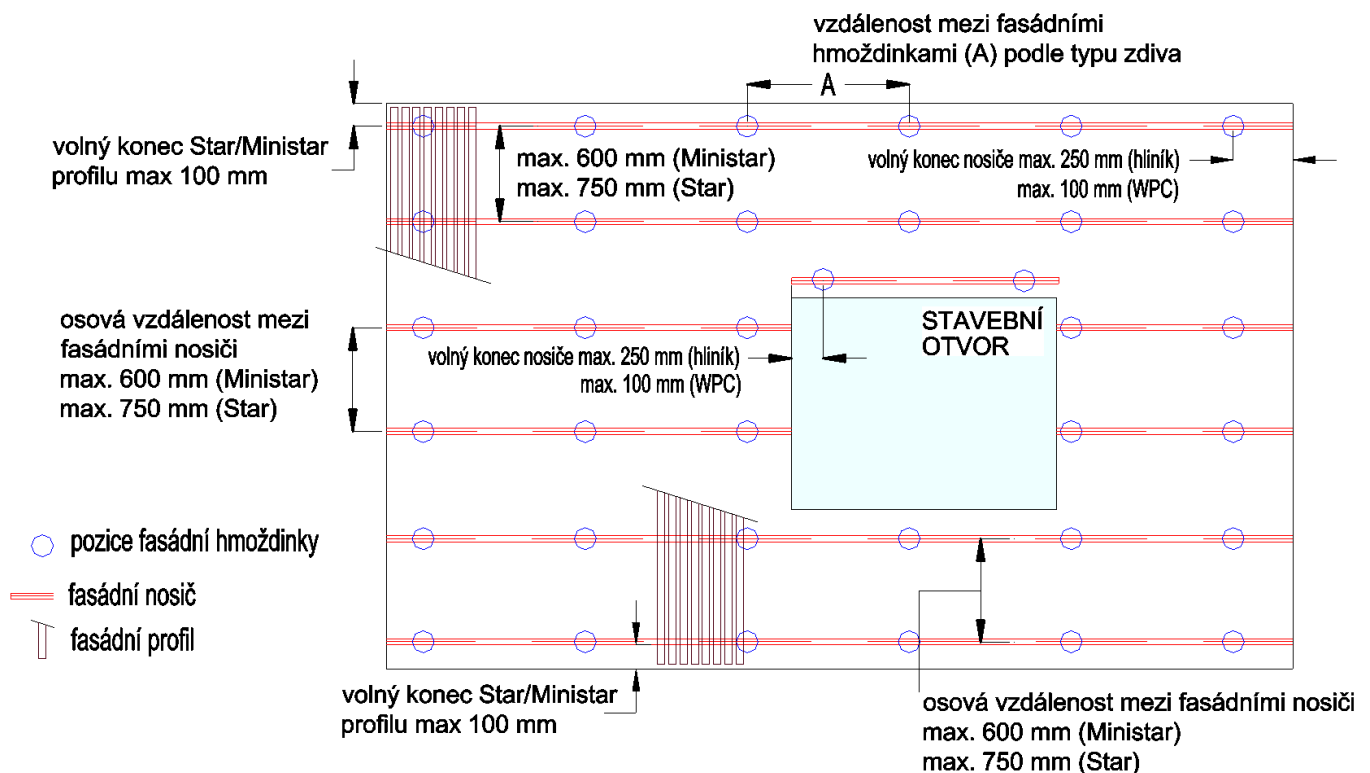 vzdálenost mezi fasádními
hmoždinkami (A) podle typu zdiva
A
volný konec Star/Ministar
profilu max 100 mm
max. 600 mm (Ministar)
max. 750 mm (Star)
volný konec nosiče max. 250 mm (hliník)
max. 100 mm (WPC)
osová vzdálenost mezi
fasádními nosiči
max. 600 mm (Ministar)
max. 750 mm (Star)
STAVEBNÍ
OTVOR
volný konec nosiče max. 250 mm (hliník)
max. 100 mm (WPC)
pozice fasádní hmoždinky
fasádní nosič
fasádní profil
volný konec Star/Ministar
profilu max 100 mm
osová vzdálenost mezi fasádními nosiči
max. 600 mm (Ministar)
max. 750 mm (Star)